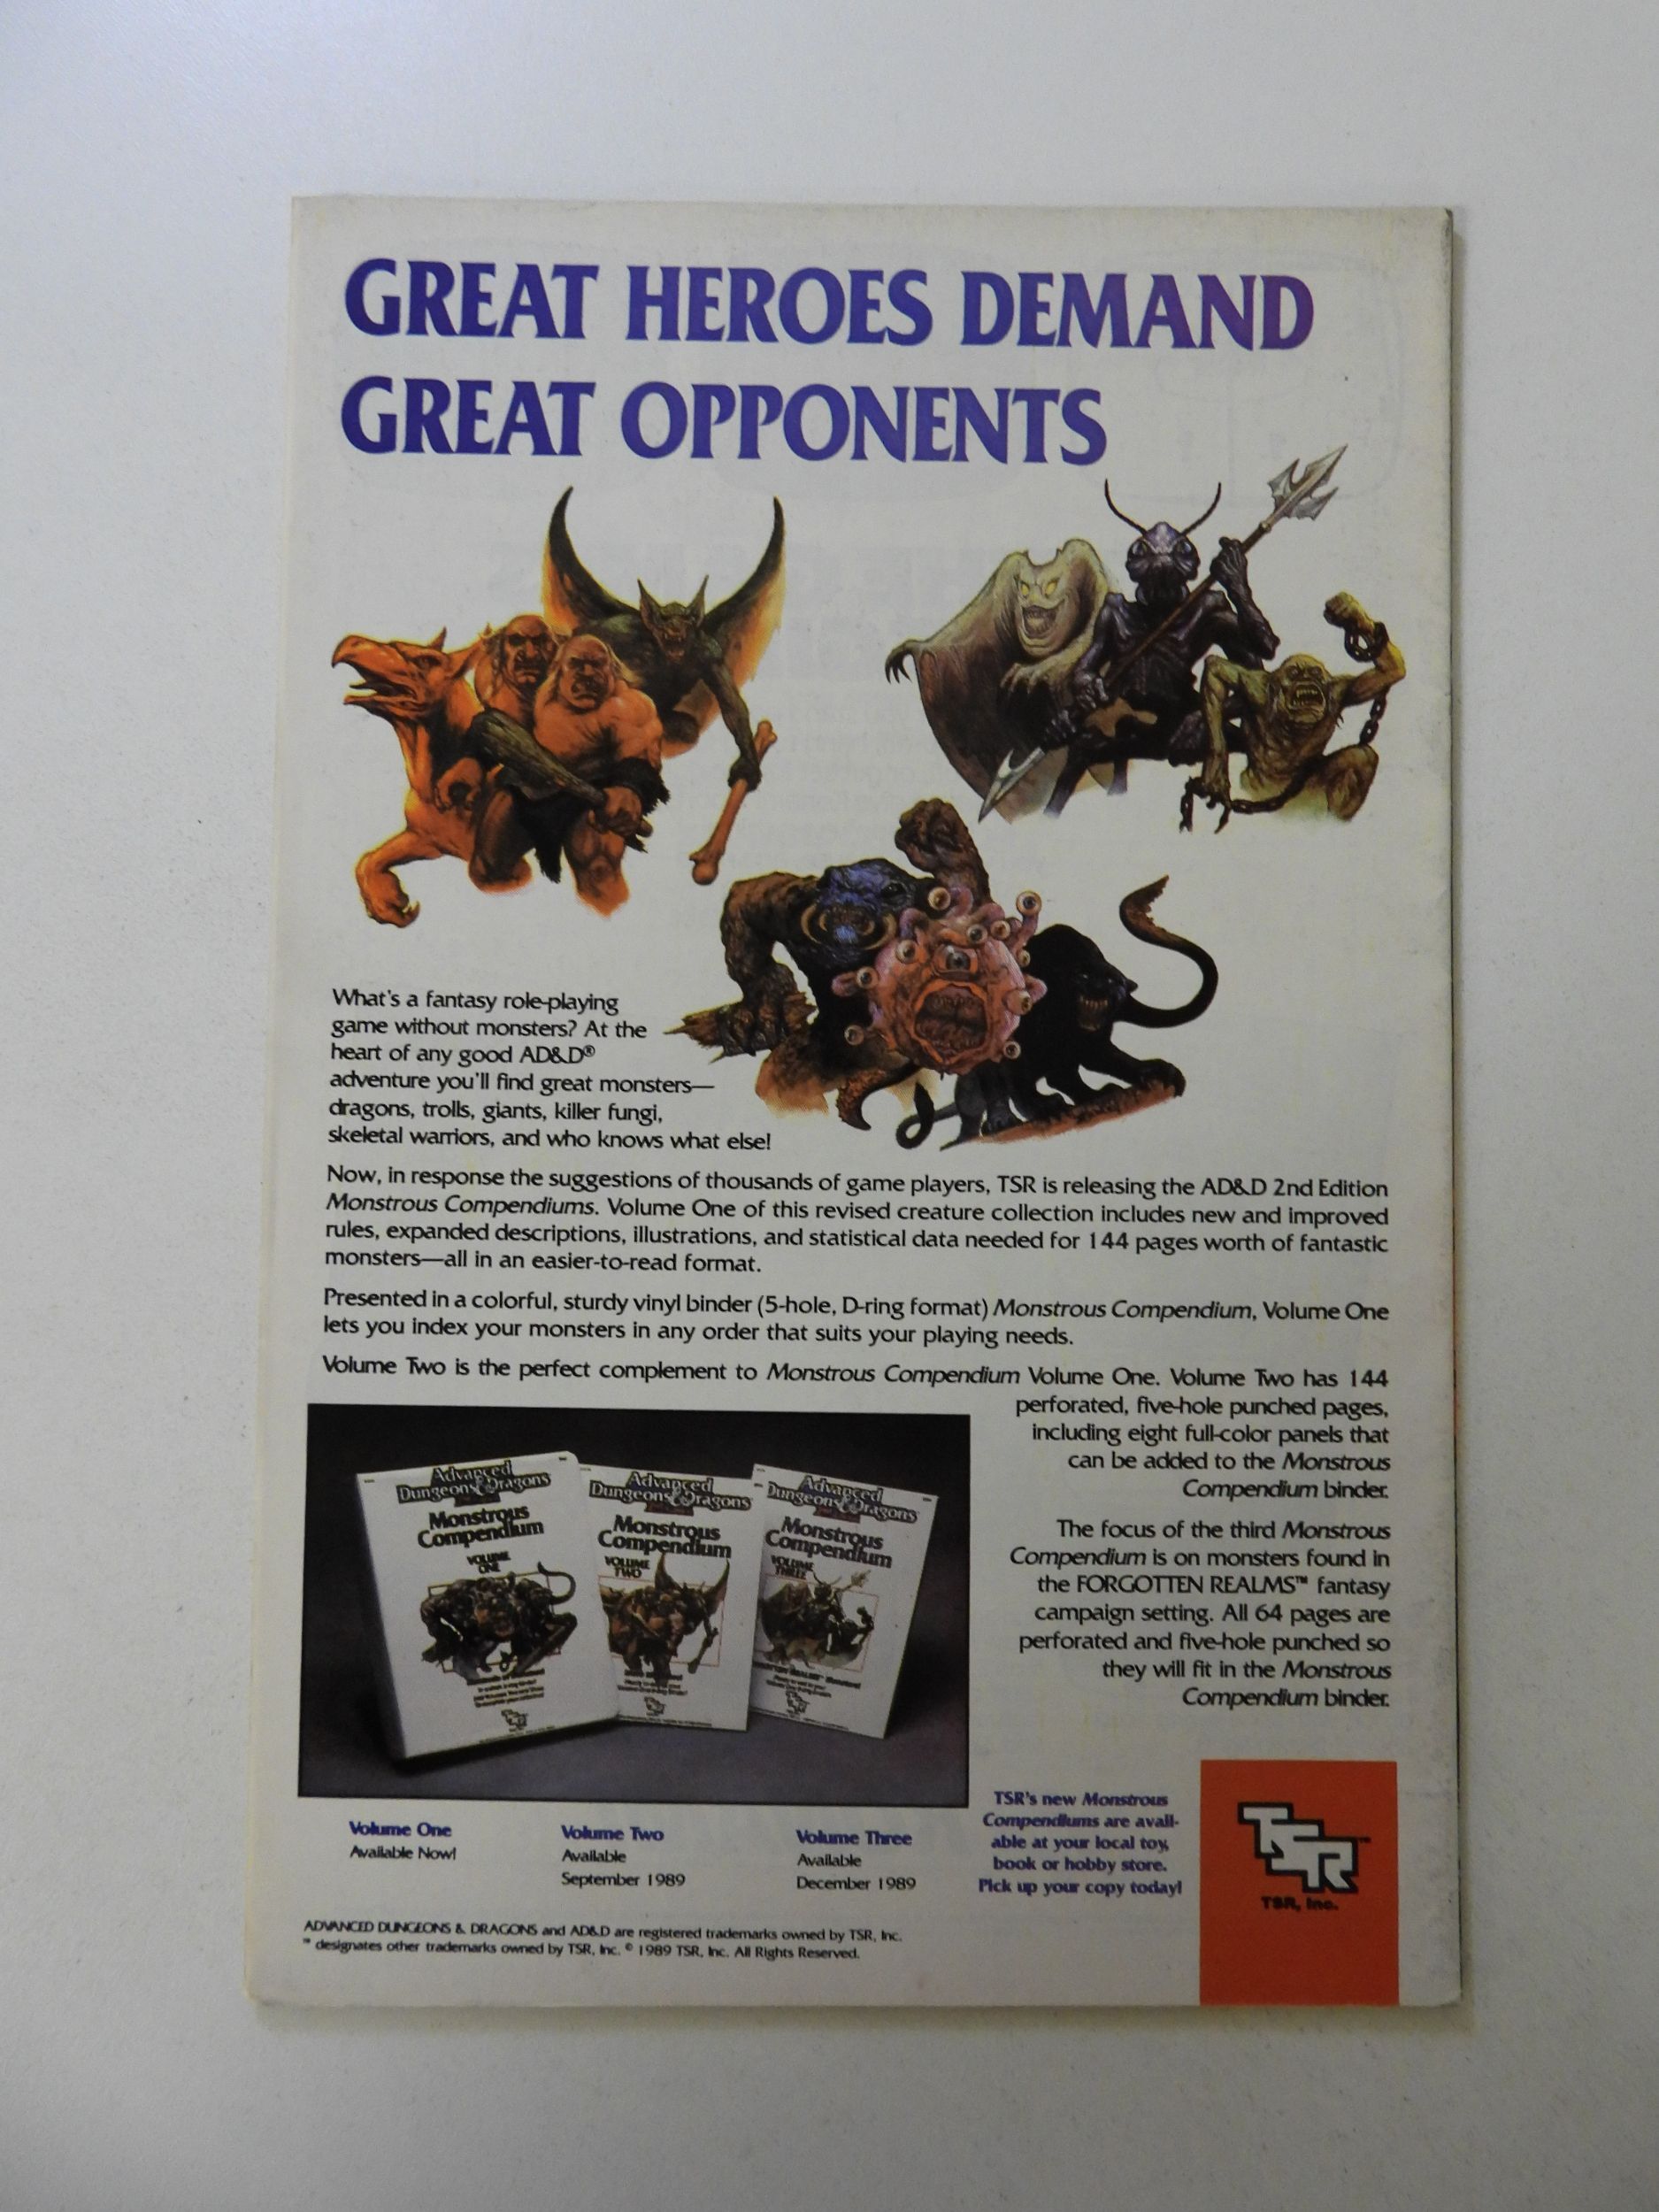 GREAT HEROES DEMAND
GREAT OPPONENTS
What's a fantasy role-playing
game without monsters? At the
heart of any good AD&D®
adventure you'll find great monsters—
dragons, trolls, giants, killer fungi,
skeletal warriors, and who knows what else!
Now, in response the suggestions of thousands of game players, TSR is releasing the AD&D 2nd Edition
Monstrous Compendiums. Volume One of this revised creature collection includes new and improved
rules, expanded descriptions, illustrations, and statistical data needed for 144 pages worth of fantastic
monsters—all in an easier-to-read format.
Presented in a colorful, sturdy vinyl binder (5-hole, D-ring format) Monstrous Compendium, Volume One
lets you index your monsters in any order that suits your playing needs.
Volume Two is the perfect complement to Monstrous Compendium Volume One. Volume Two has 144
perforated, five-hole punched pages,
including eight full-color panels that
can be added to the Monstrous
Compendium binder.
The focus of the third Monstrous
Compendium is on monsters found in
the FORGOTTEN REALMS™ fantasy
campaign setting. All 64 pages are
perforated and five-hole punched so
they will fit in the Monstrous
Compendium binder.
Advanced
Dungeons & Dragons
Monstrous
Compendium
VOLUME
ONE
Advanced
Dungeons & Dragons
Monstrous
Compendium
VOLUME
TWO
Advanced
Dungeons & Dragons
Monstrous
Compendium
VOLUME
THREE
Volume One
Available Now!
Volume Two
Available
September 1989
Volume Three
Available
December 1989
TSR's new Monstrous
Compendiums are avail-
able at your local toy,
book or hobby store.
Pick up your copy today!
TSR™
TSR, Inc.
ADVANCED DUNGEONS & DRAGONS and AD&D are registered trademarks owned by TSR, Inc.
™ designates other trademarks owned by TSR, Inc. © 1989 TSR, Inc. All Rights Reserved.